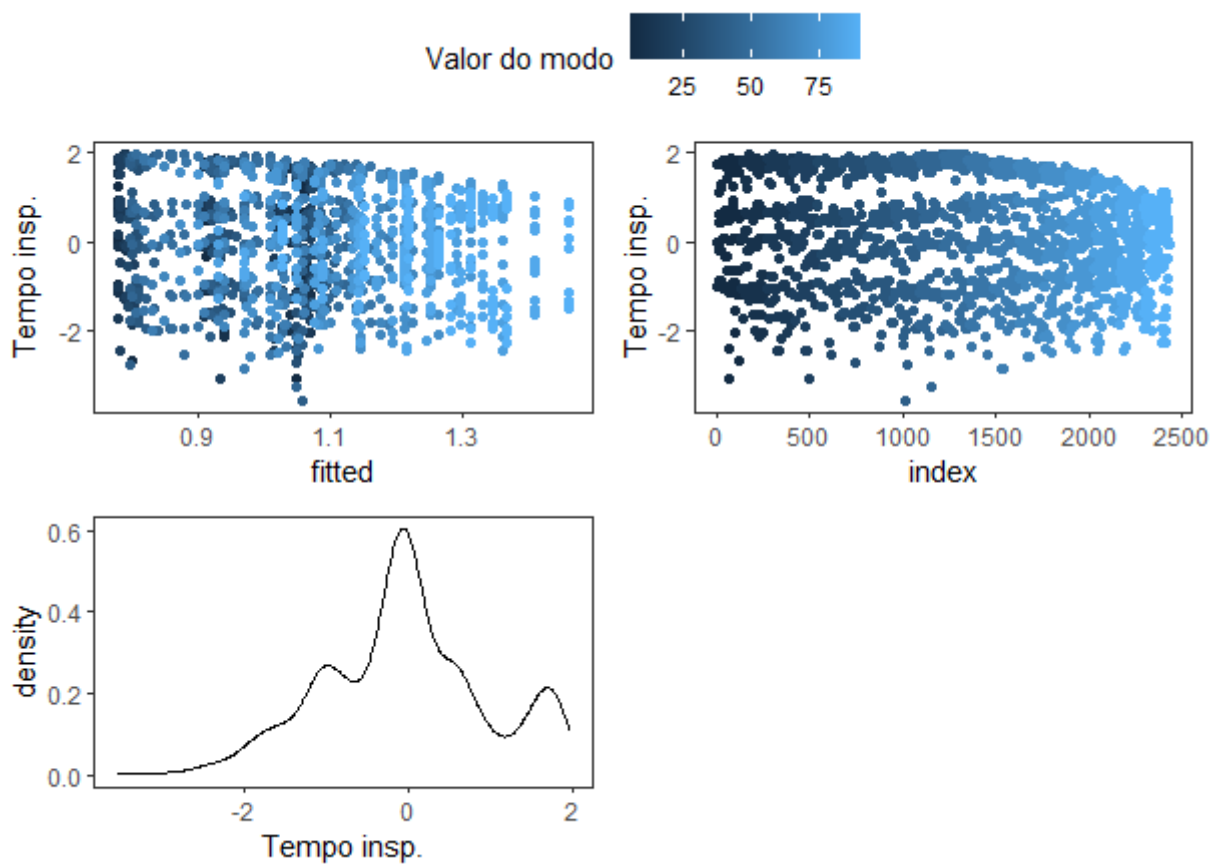 Valor do modo
25 50 75
Tempo insp.
2
0
-2
0.9 1.1 1.3
fitted
Tempo insp.
2
0
-2
0 500 1000 1500 2000 2500
index
density
0.6
0.4
0.2
0.0
-2 0 2
Tempo insp.